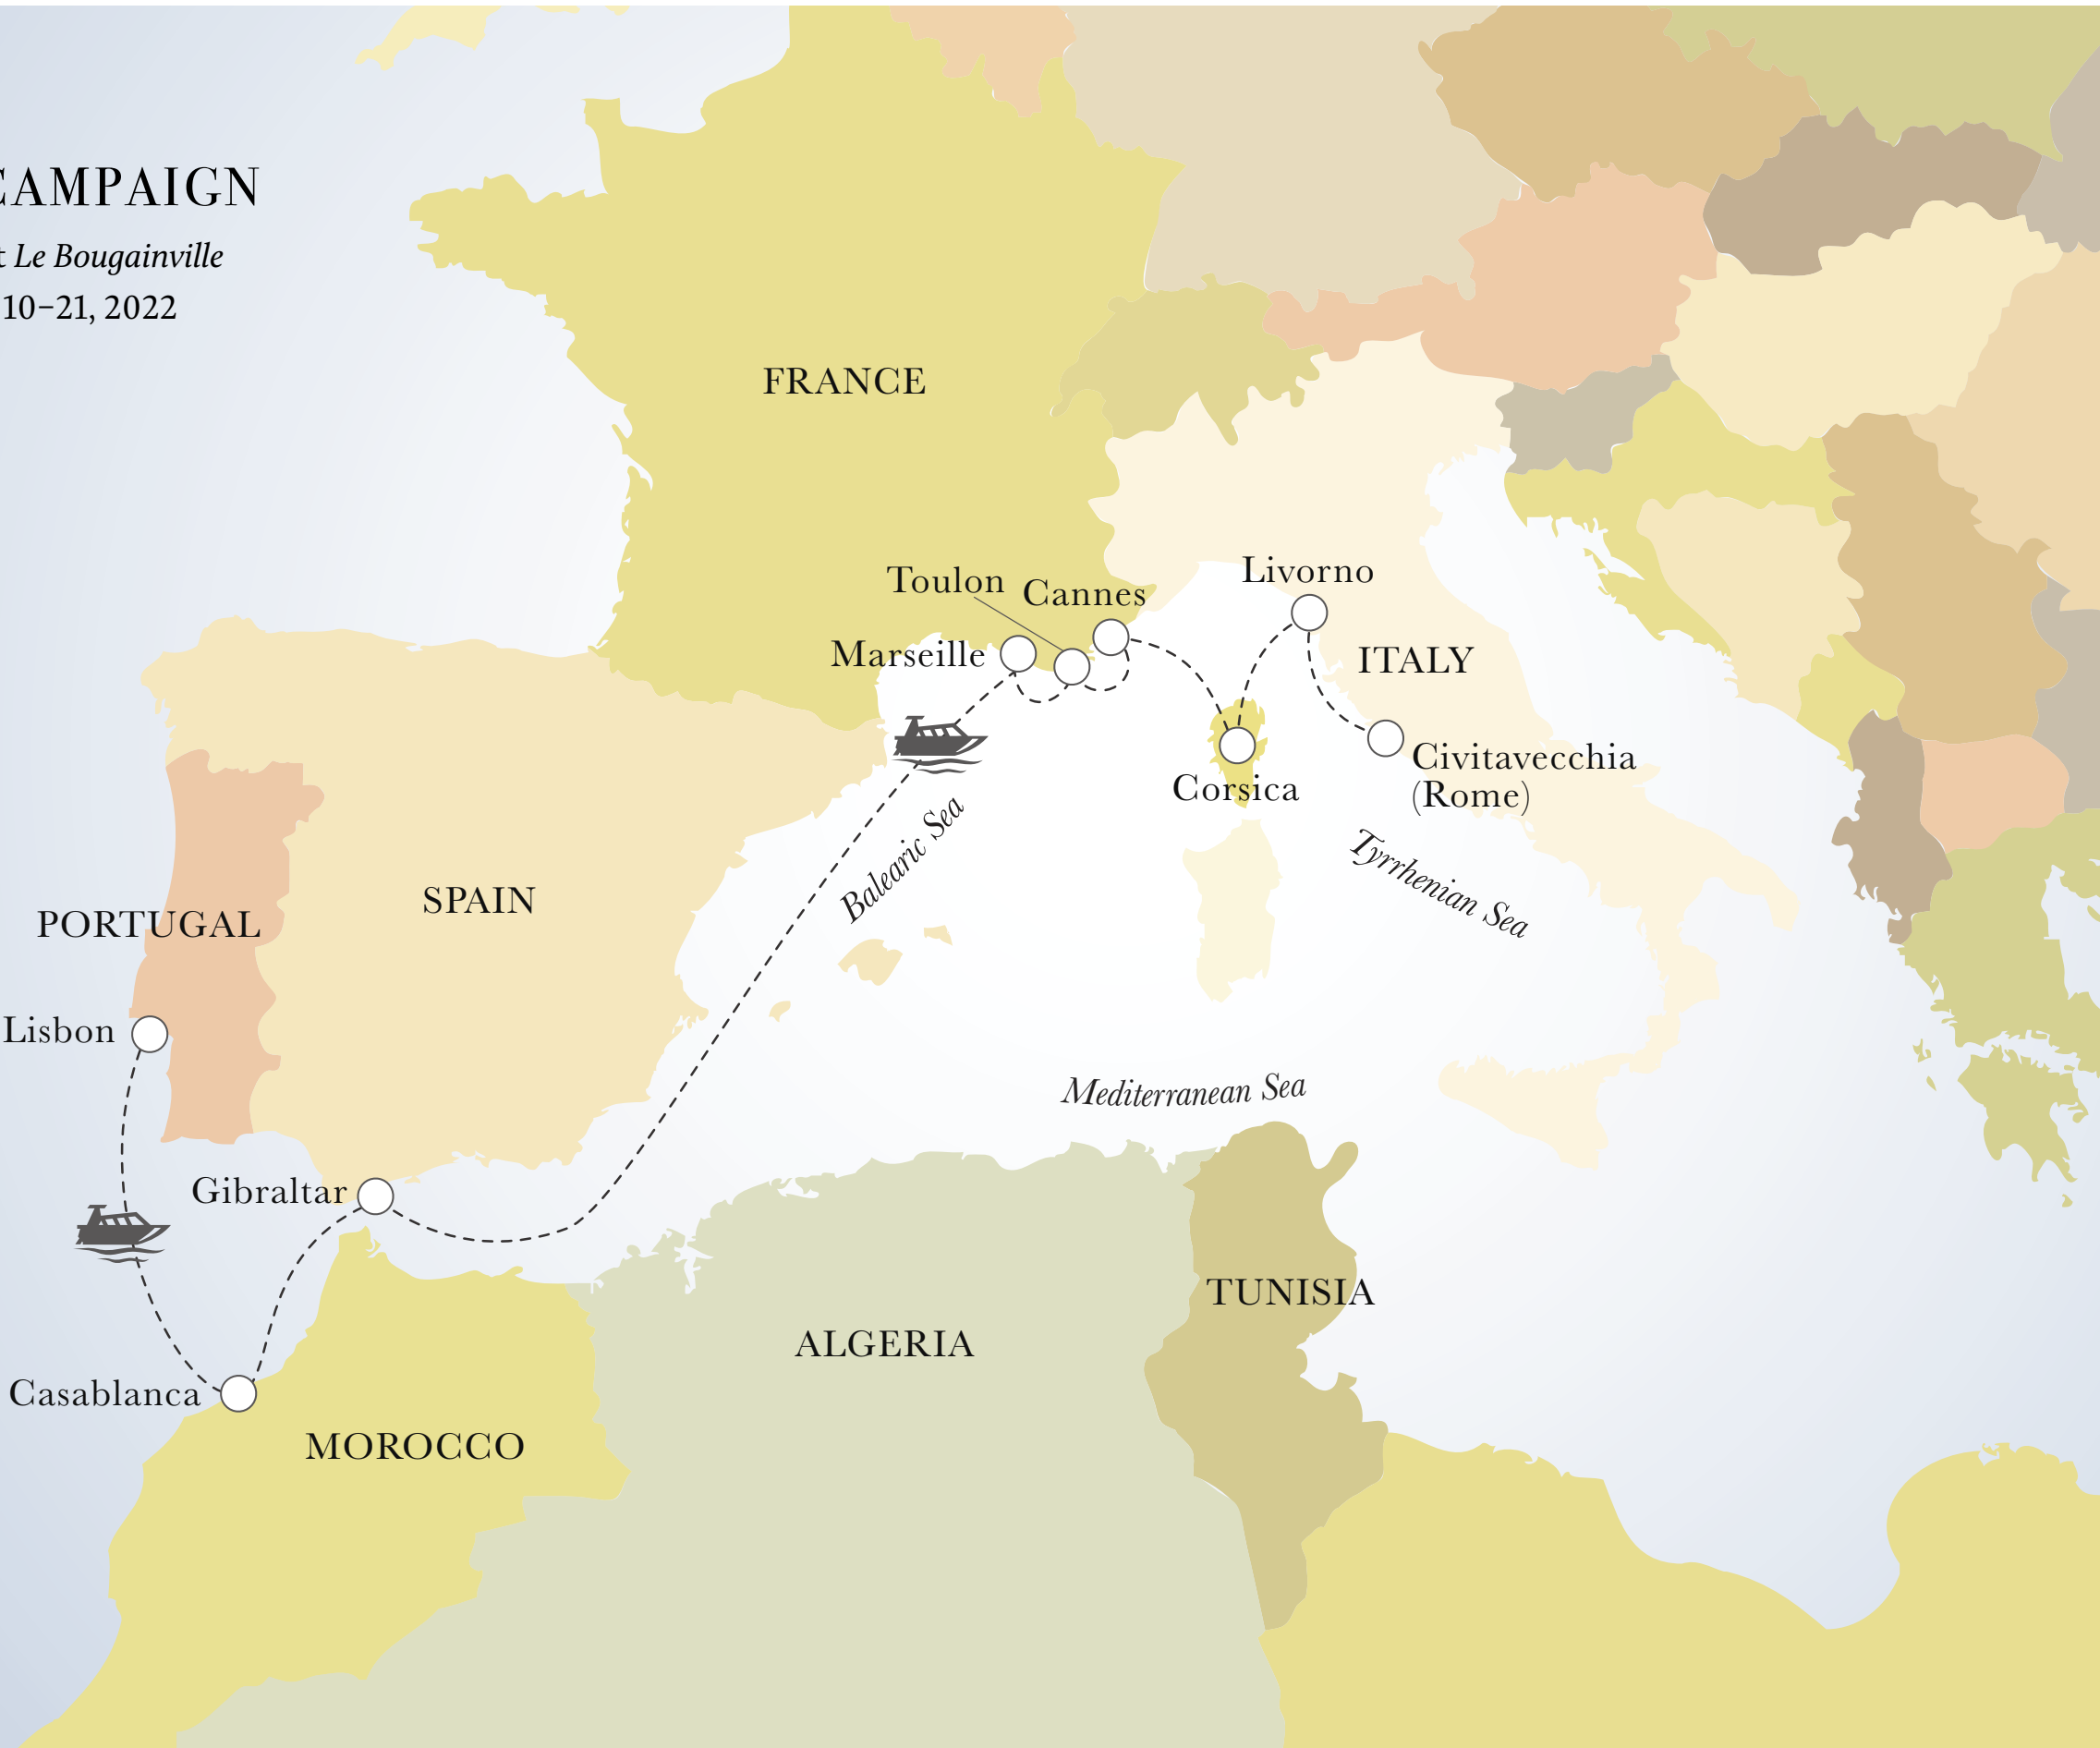 CAMPAIGN
t Le Bougainville
10–21, 2022
FRANCE
Livorno
Toulon
Cannes
Marseille
ITALY
Civitavecchia
(Rome)
Corsica
Balearic Sea
Tyrrhenian Sea
SPAIN
PORTUGAL
Lisbon
Mediterranean Sea
Gibraltar
TUNISIA
ALGERIA
Casablanca
MOROCCO